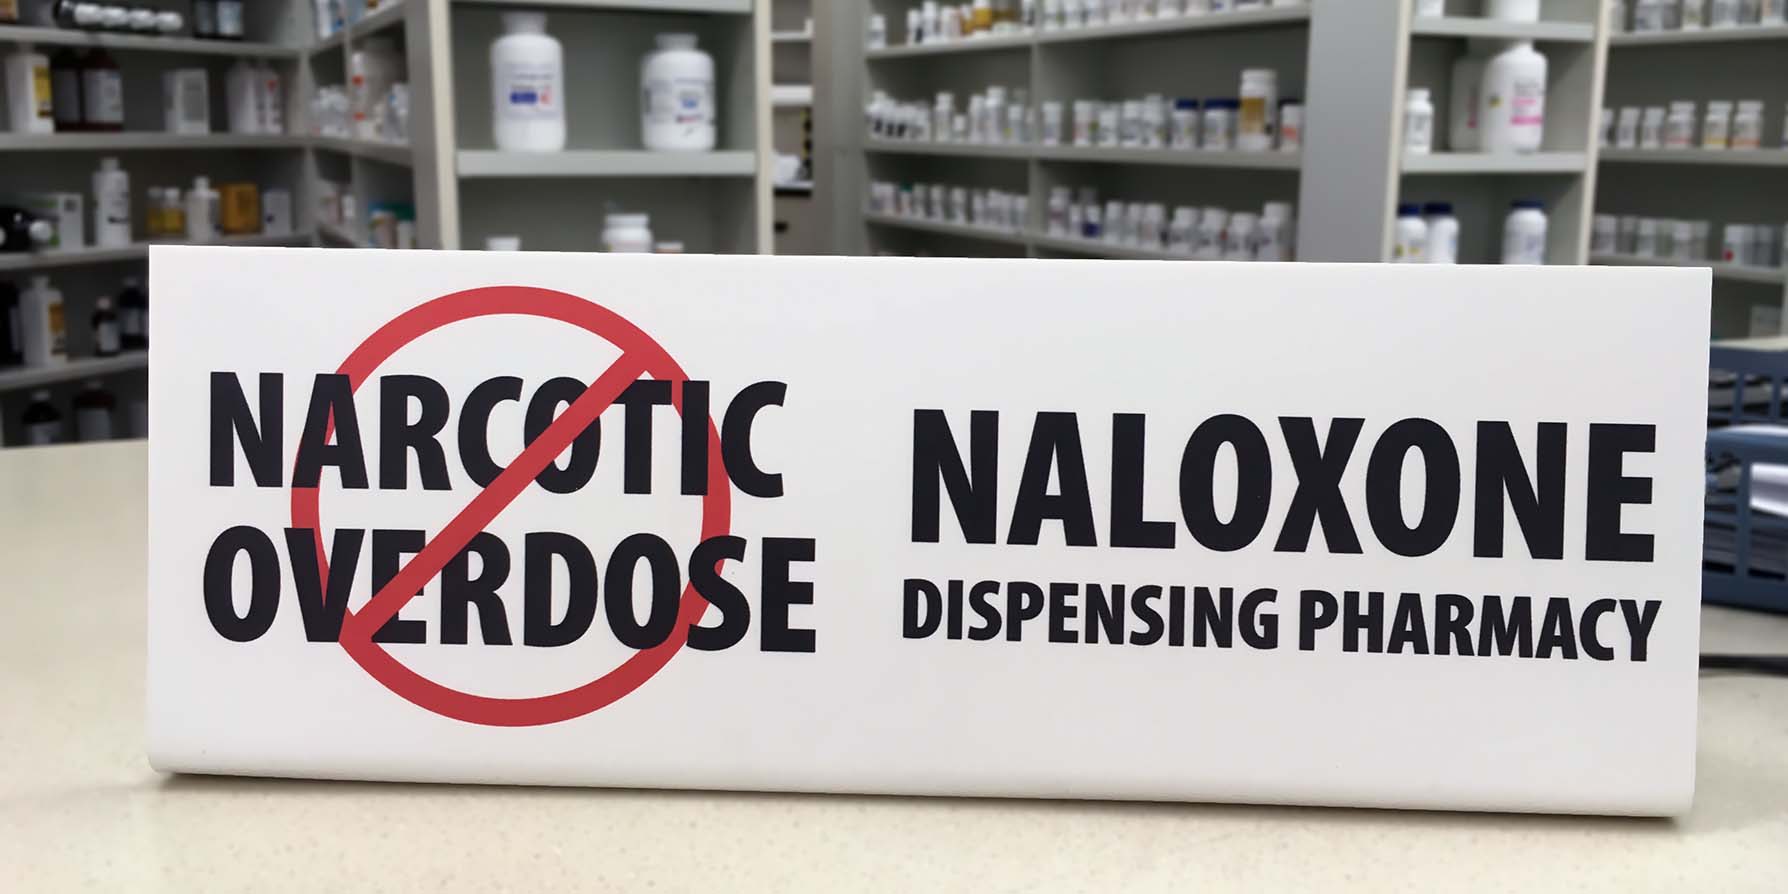 NARCOTIC
OVERDOSE
NALOXONE
DISPENSING PHARMACY